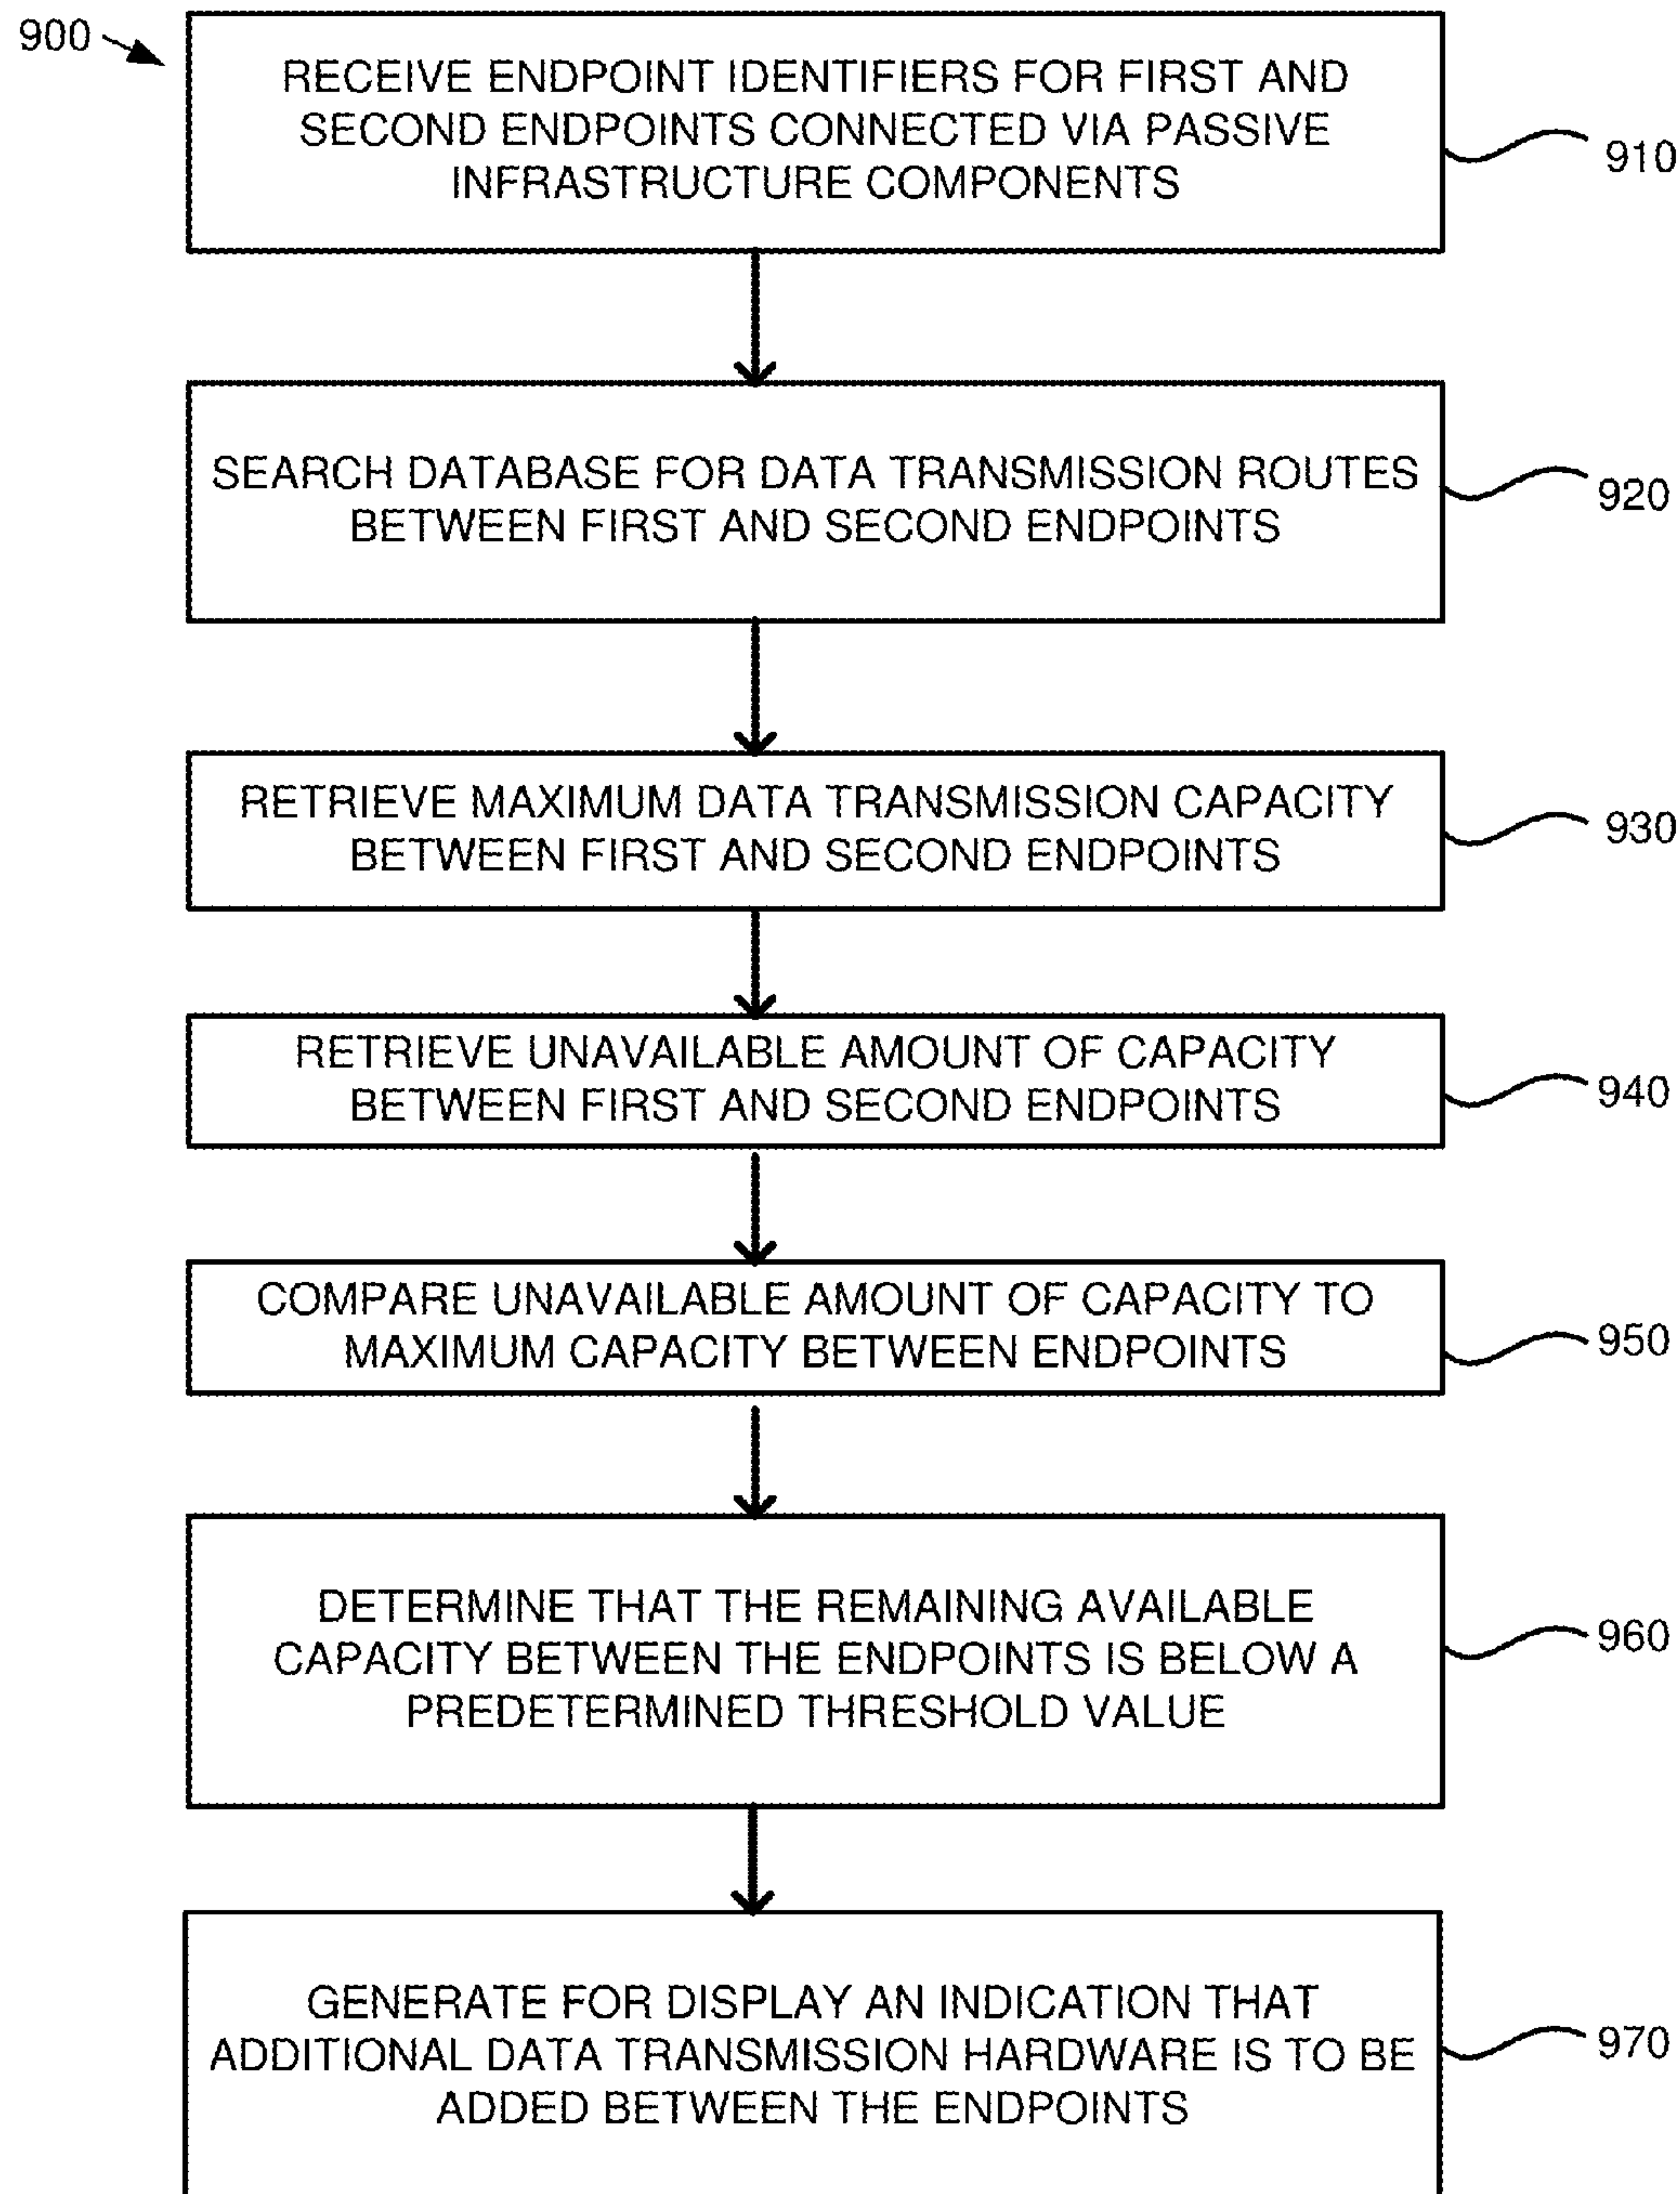 900
RECEIVE ENDPOINT IDENTIFIERS FOR FIRST AND
SECOND ENDPOINTS CONNECTED VIA PASSIVE
INFRASTRUCTURE COMPONENTS
910
SEARCH DATABASE FOR DATA TRANSMISSION ROUTES
BETWEEN FIRST AND SECOND ENDPOINTS
920
RETRIEVE MAXIMUM DATA TRANSMISSION CAPACITY
BETWEEN FIRST AND SECOND ENDPOINTS
930
RETRIEVE UNAVAILABLE AMOUNT OF CAPACITY
BETWEEN FIRST AND SECOND ENDPOINTS
940
COMPARE UNAVAILABLE AMOUNT OF CAPACITY TO
MAXIMUM CAPACITY BETWEEN ENDPOINTS
950
DETERMINE THAT THE REMAINING AVAILABLE
CAPACITY BETWEEN THE ENDPOINTS IS BELOW A
PREDETERMINED THRESHOLD VALUE
960
GENERATE FOR DISPLAY AN INDICATION THAT
ADDITIONAL DATA TRANSMISSION HARDWARE IS TO BE
ADDED BETWEEN THE ENDPOINTS
970